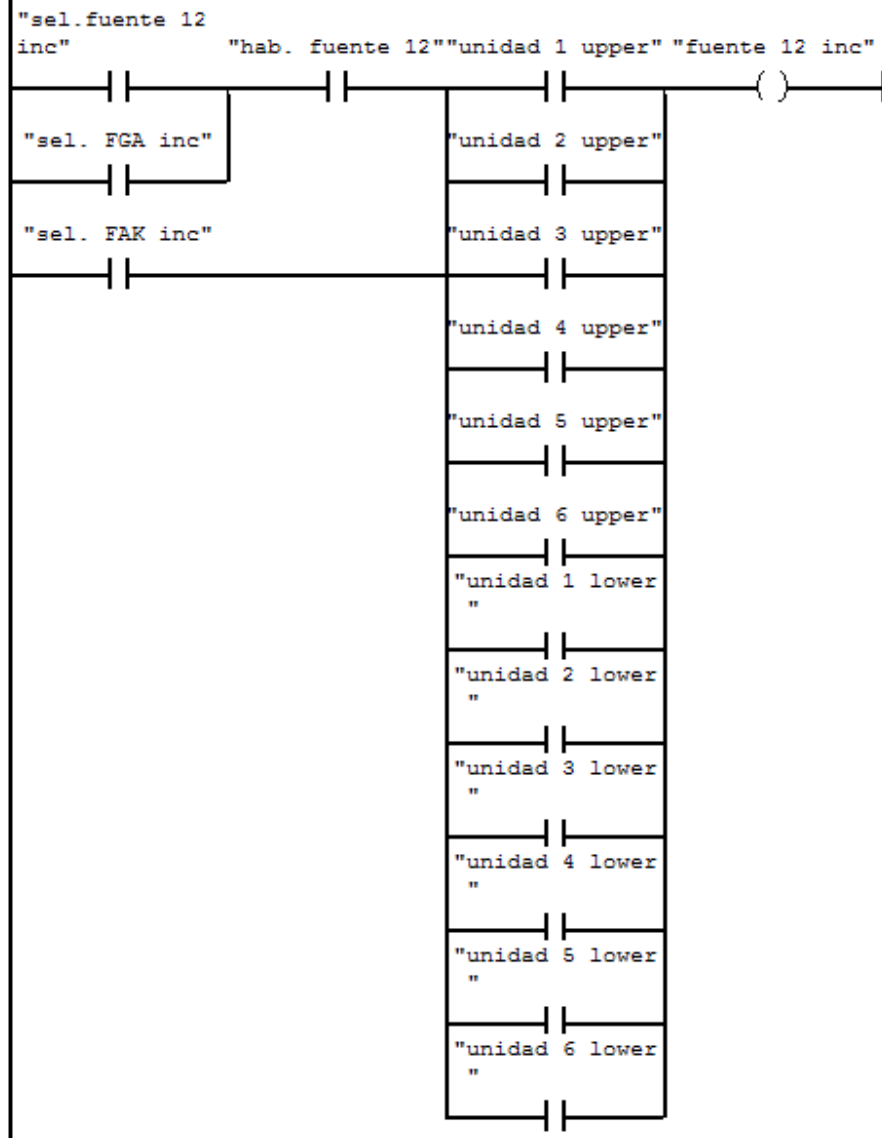 "sel.fuente 12
inc" "hab. fuente 12""unidad 1 upper" "fuente 12 inc"
"sel. FGA inc" "unidad 2 upper"
"sel. FAK inc" "unidad 3 upper"
"unidad 4 upper"
"unidad 5 upper"
"unidad 6 upper"
"unidad 1 lower
"
"unidad 2 lower
"
"unidad 3 lower
"
"unidad 4 lower
"
"unidad 5 lower
"
"unidad 6 lower
"